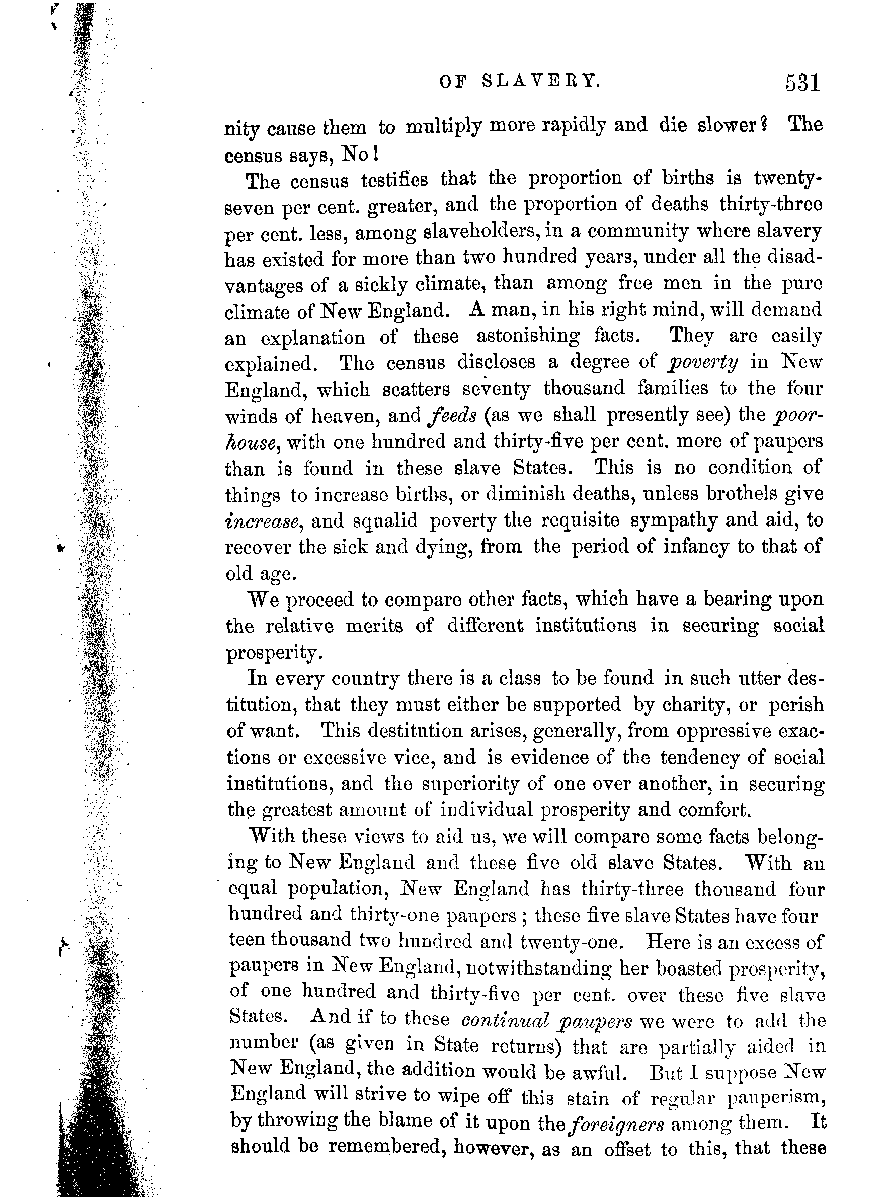 OF SLAVERY. 531
nity cause them to multiply more rapidly and die slower? The
census says, No!
The census testifies that the proportion of births is twenty-
seven per cent. greater, and the proportion of deaths thirty-three
per cent. less, among slaveholders, in a community where slavery
has existed for more than two hundred years, under all the disad-
vantages of a sickly climate, than among free men in the pure
climate of New England. A man, in his right mind, will demand
an explanation of these astonishing facts. They are easily
explained. The census discloses a degree of poverty in New
England, which scatters seventy thousand families to the four
winds of heaven, and feeds (as we shall presently see) the poor-
house, with one hundred and thirty-five per cent. more of paupers
than is found in these slave States. This is no condition of
things to increase births, or diminish deaths, unless brothels give
increase, and squalid poverty the requisite sympathy and aid, to
recover the sick and dying, from the period of infancy to that of
old age.
We proceed to compare other facts, which have a bearing upon
the relative merits of different institutions in securing social
prosperity.
In every country there is a class to be found in such utter des-
titution, that they must either be supported by charity, or perish
of want. This destitution arises, generally, from oppressive exac-
tions or excessive vice, and is evidence of the tendency of social
institutions, and the superiority of one over another, in securing
the greatest amount of individual prosperity and comfort.
With these views to aid us, we will compare some facts belong-
ing to New England and these five old slave States. With an
equal population, New England has thirty-three thousand four
hundred and thirty-one paupers; these five slave States have four
teen thousand two hundred and twenty-one. Here is an excess of
paupers in New England, notwithstanding her boasted prosperity,
of one hundred and thirty-five per cent. over these five slave
States. And if to these continual paupers we were to add the
number (as given in State returns) that are partially aided in
New England, the addition would be awful. But I suppose New
England will strive to wipe off this stain of regular pauperism,
by throwing the blame of it upon the foreigners among them. It
should be remembered, however, as an offset to this, that these